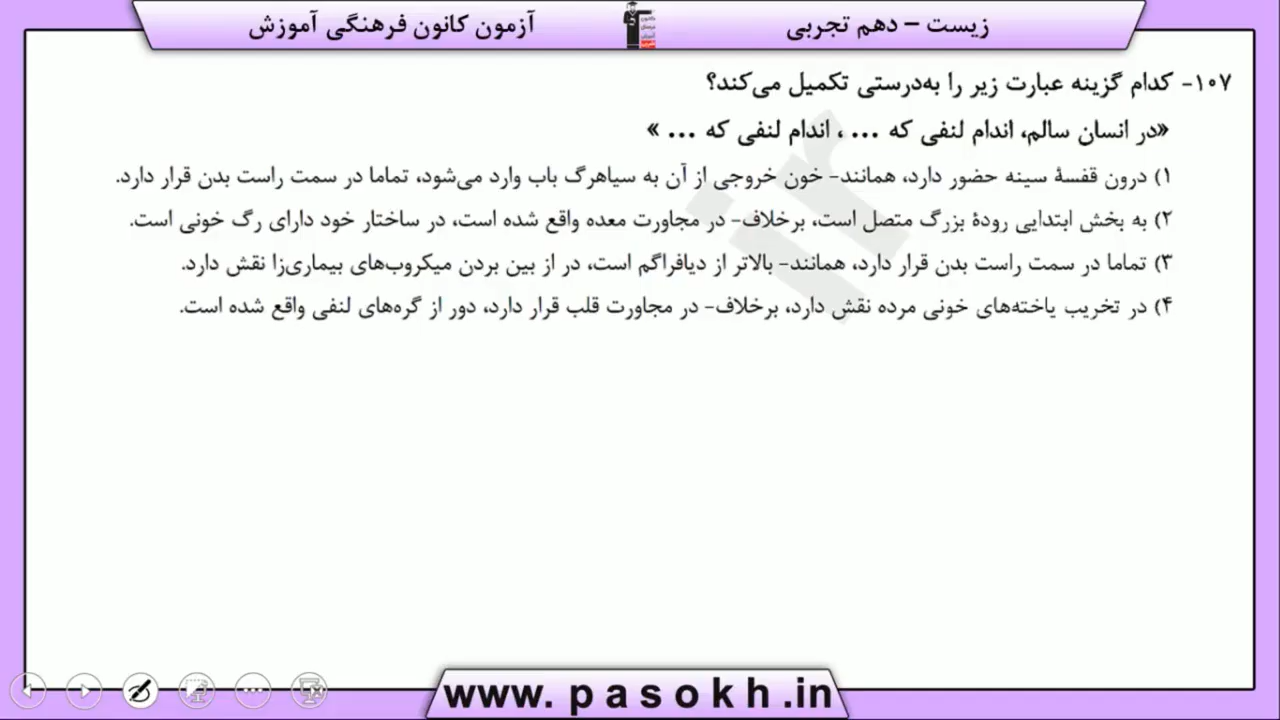 زیست – دهم تجربی
آزمون کانون فرهنگی آموزش
۱۰۷- کدام گزینه عبارت زیر را به‌درستی تکمیل می‌کند؟
«در انسان سالم، اندام لنفی که ... ، اندام لنفی که ... »
۱) درون قفسهٔ سینه حضور دارد، همانند- خون خروجی از آن به سیاهرگ باب وارد می‌شود، تماما در سمت راست بدن قرار دارد.
۲) به بخش ابتدایی رودهٔ بزرگ متصل است، برخلاف- در مجاورت معده واقع شده است، در ساختار خود دارای رگ خونی است.
۳) تماما در سمت راست بدن قرار دارد، همانند- بالاتر از دیافراگم است، در از بین بردن میکروب‌های بیماری‌زا نقش دارد.
۴) در تخریب یاخته‌های خونی مرده نقش دارد، برخلاف- در مجاورت قلب قرار دارد، دور از گره‌های لنفی واقع شده است.
www. p a s o k h .in